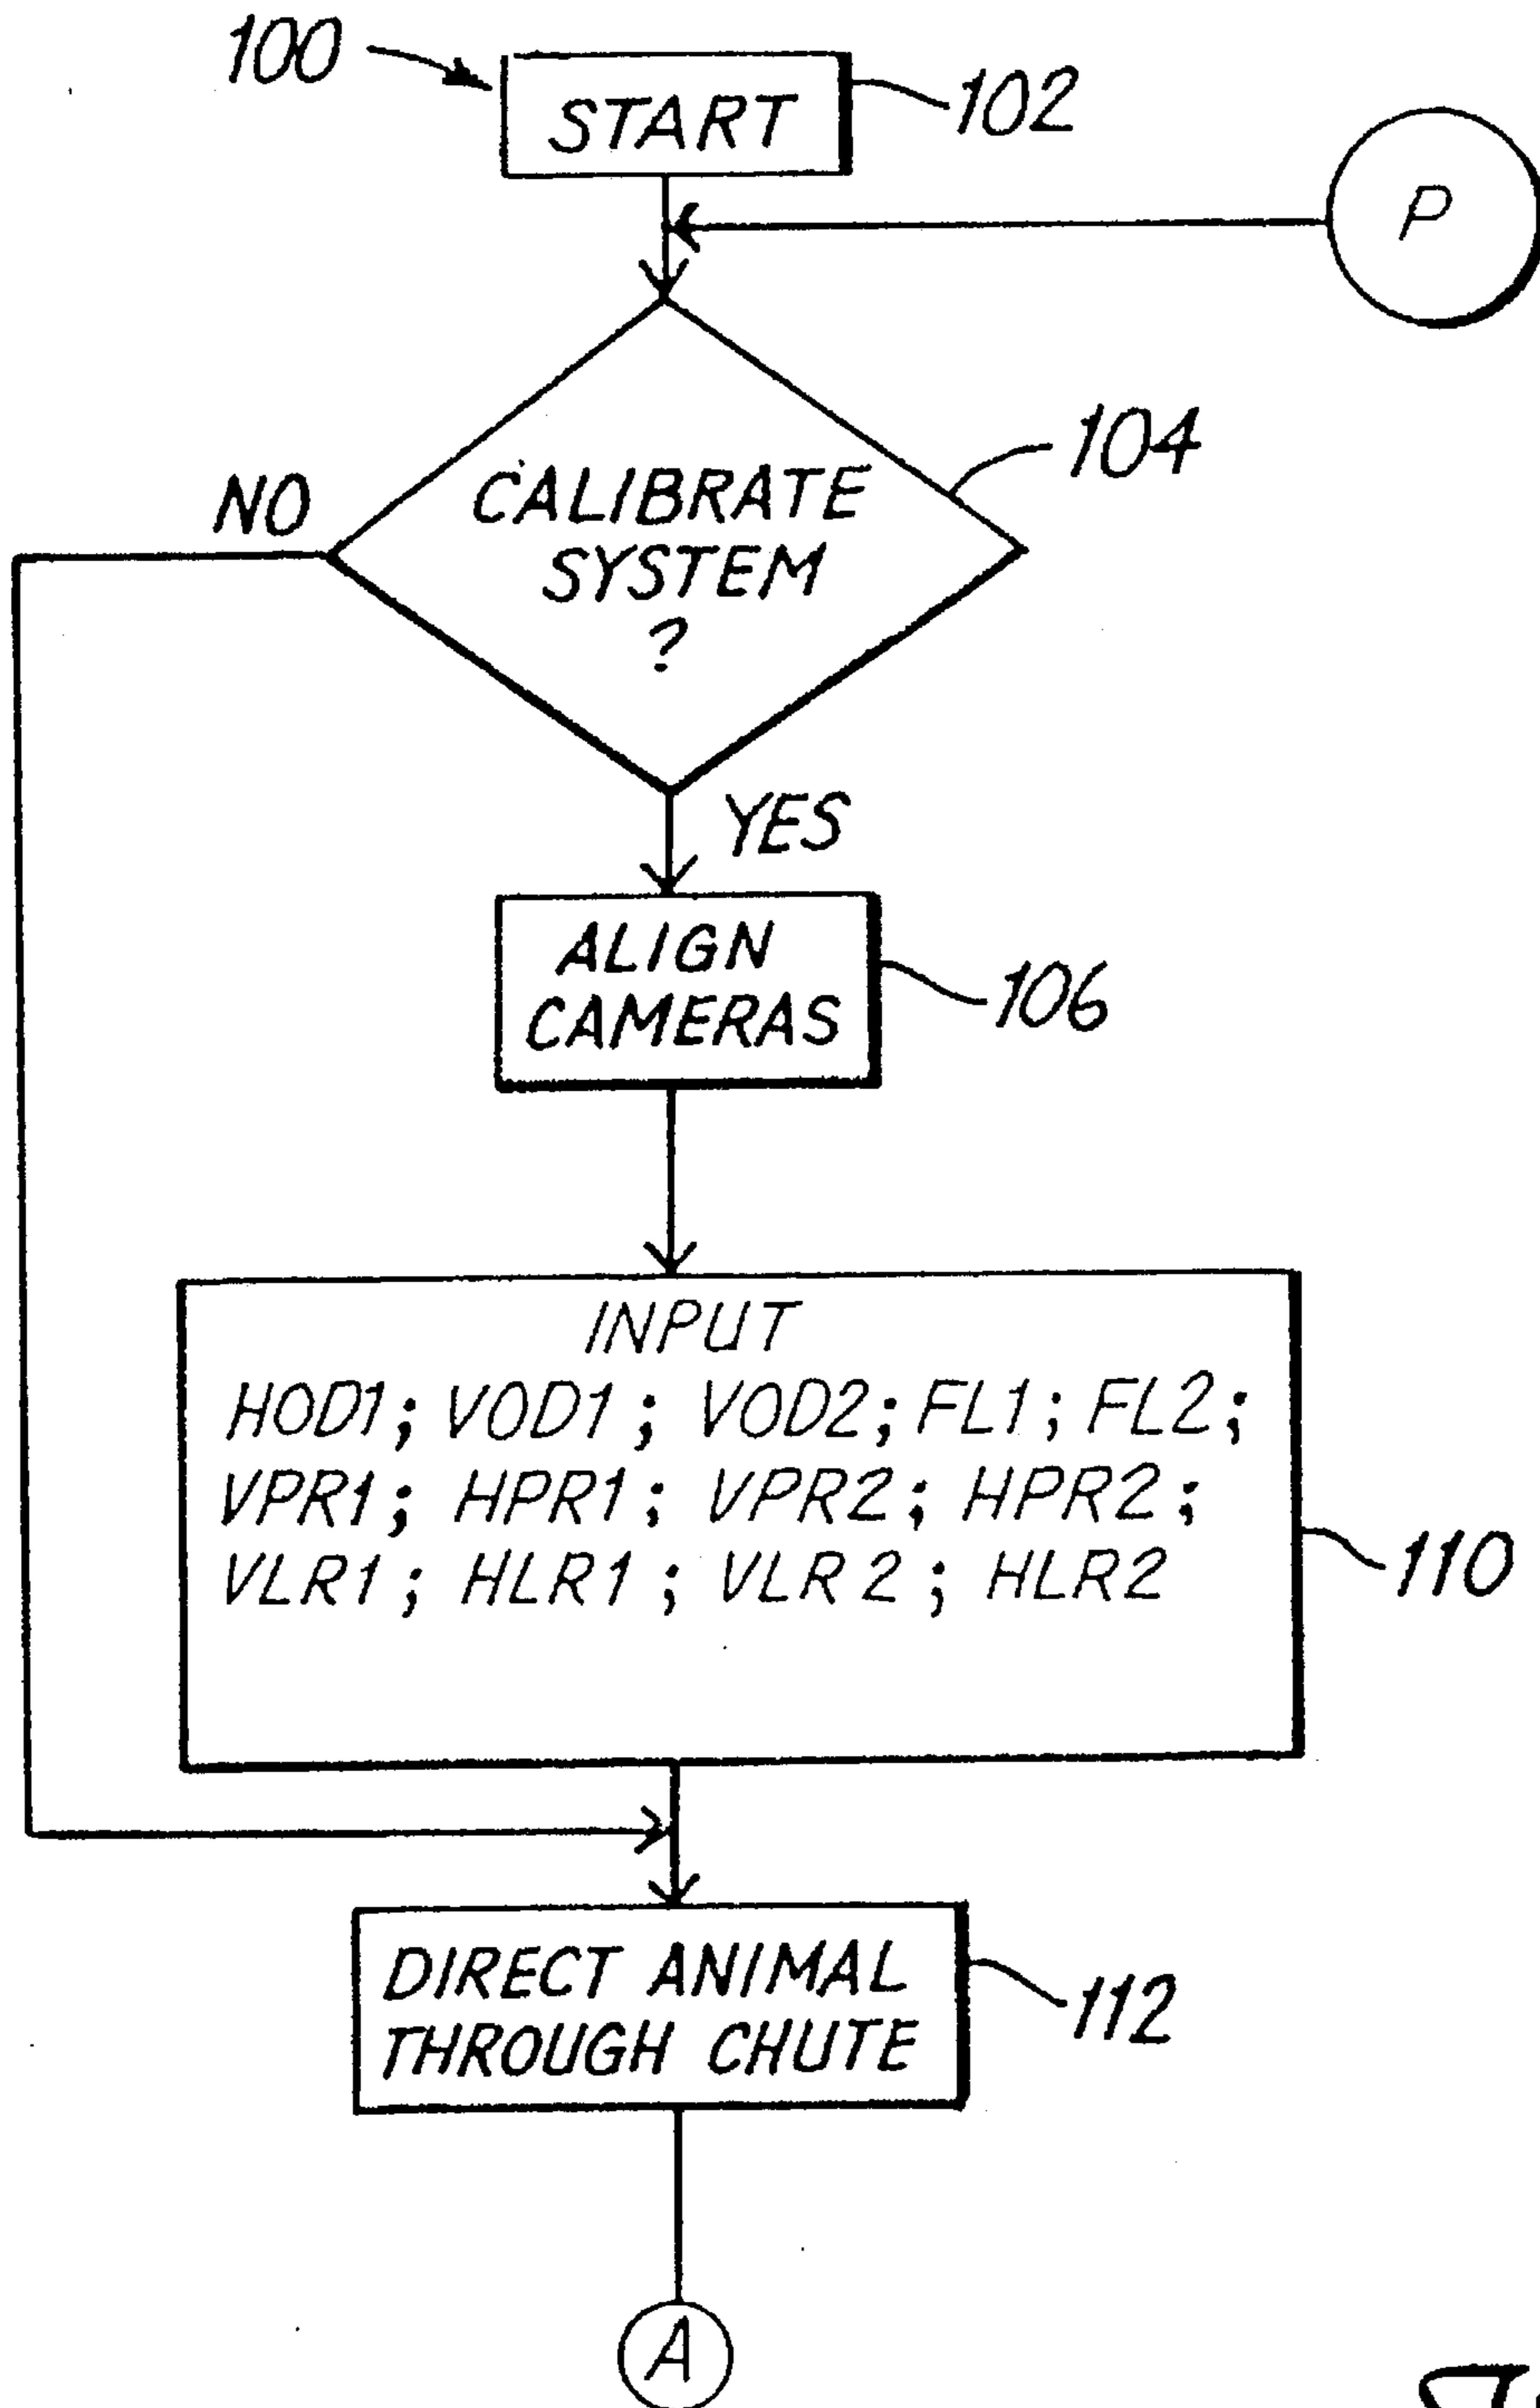 100
START
102
P
CALIBRATE
SYSTEM
?
104
NO
YES
ALIGN
CAMERAS
106
INPUT
HOD1; VOD1; VOD2; FL1; FL2;
VPR1; HPR1; VPR2; HPR2;
VLR1; HLR1; VLR2; HLR2
110
DIRECT ANIMAL
THROUGH CHUTE
112
A